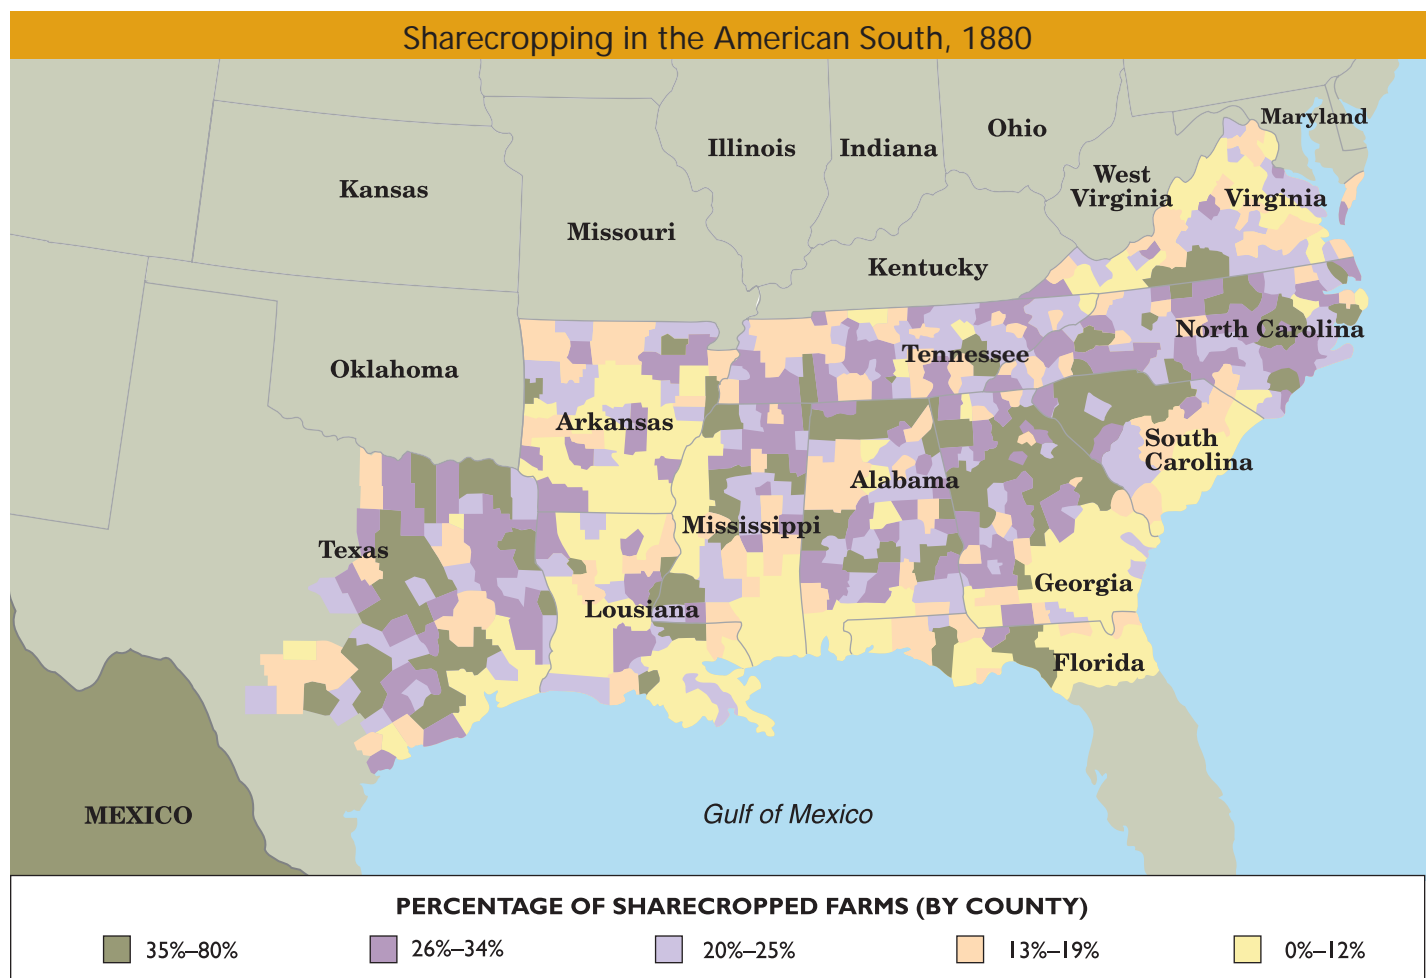 Sharecropping in the American South, 1880
Maryland
Ohio
Illinois
Indiana
West
Virginia
Virginia
Kansas
Missouri
Kentucky
North Carolina
Tennessee
Oklahoma
Arkansas
South
Carolina
Alabama
Mississippi
Texas
Georgia
Lousiana
Florida
MEXICO
Gulf of Mexico
PERCENTAGE OF SHARECROPPED FARMS (BY COUNTY)
35%–80%
26%–34%
20%–25%
13%–19%
0%–12%